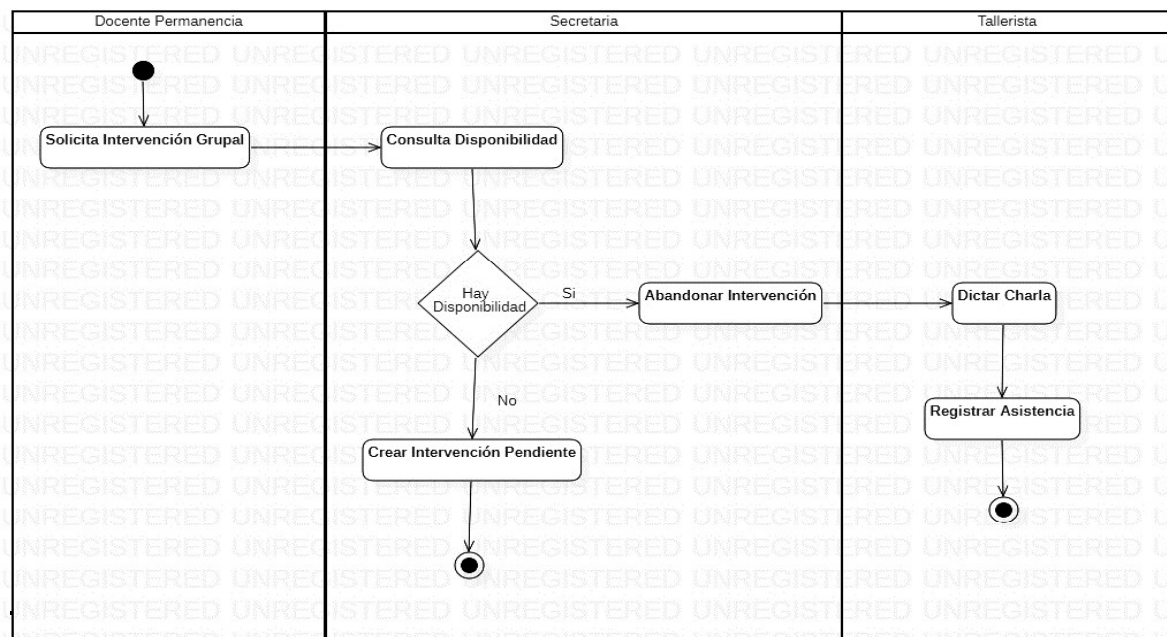 Docente Permanencia
Secretaria
Tallerista
Solicita Intervención Grupal
Consulta Disponibilidad
Hay
Disponibilidad
Si
Abandonar Intervención
Dictar Charla
No
Registrar Asistencia
Crear Intervención Pendiente
UNREGISTERED